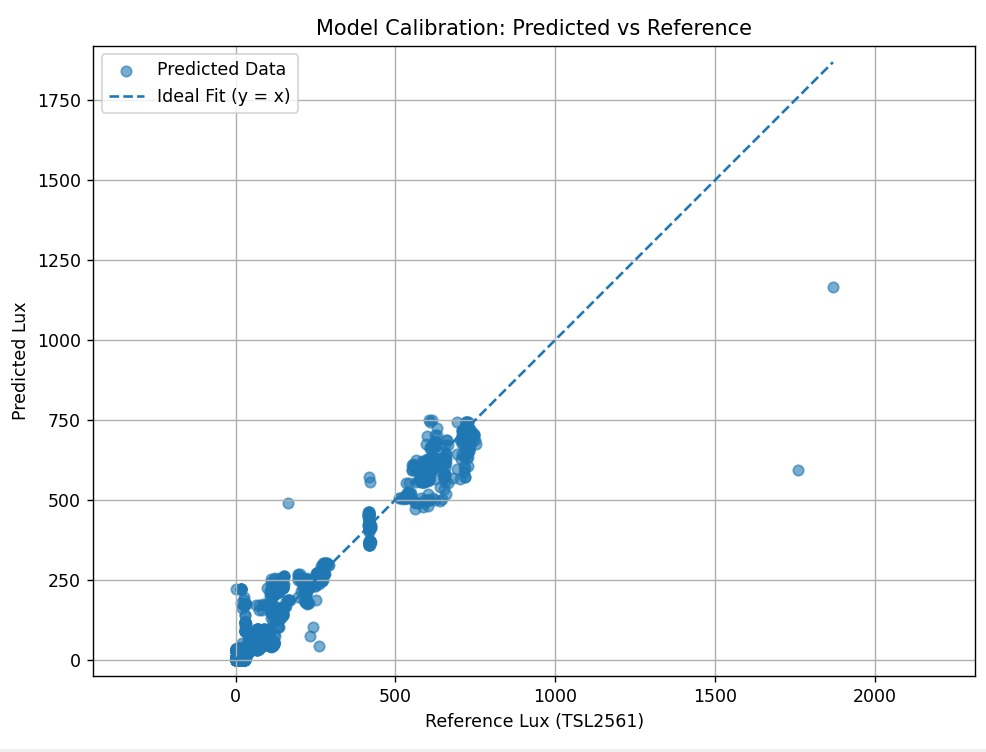 Model Calibration: Predicted vs Reference
Predicted Data
Ideal Fit (y = x)
Predicted Lux
1750
1500
1250
1000
750
500
250
0
0
500
1000
1500
2000
Reference Lux (TSL2561)